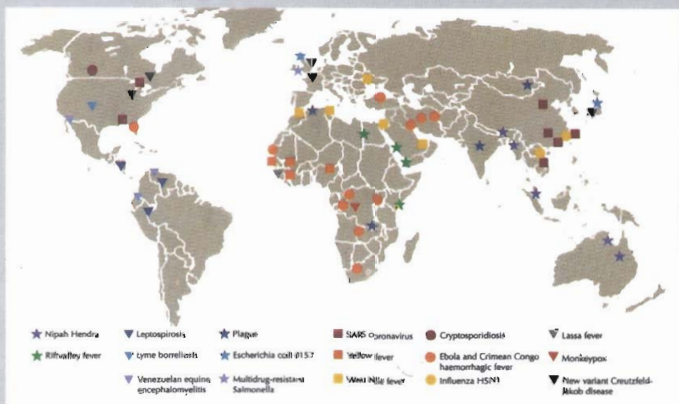 Nipah Hendra
Leptospirosis
Plague
SARS coronavirus
Cryptosporidiosis
Lassa fever
Riftvalley fever
Lyme borreliosis
Escherichia coli 0157
Yellow fever
Ebola and Crimean Congo
haemorrhagic fever
Monkeypox
Venezuelan equine
encephalomyelitis
Multidrug-resistant
Salmonella
West Nile fever
Influenza H5N1
New variant Creutzfeld-
Jakob disease